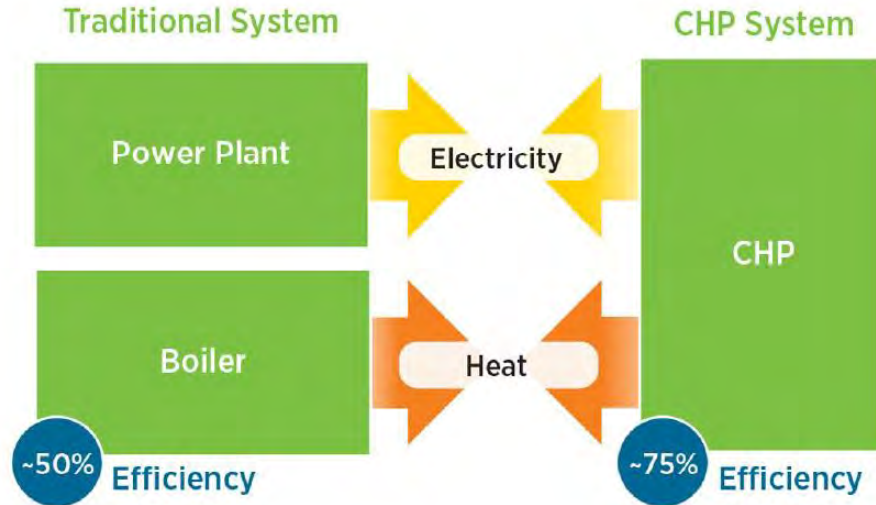 Traditional System
CHP System
Power Plant
Electricity
CHP
Boiler
Heat
~50% Efficiency
~75% Efficiency